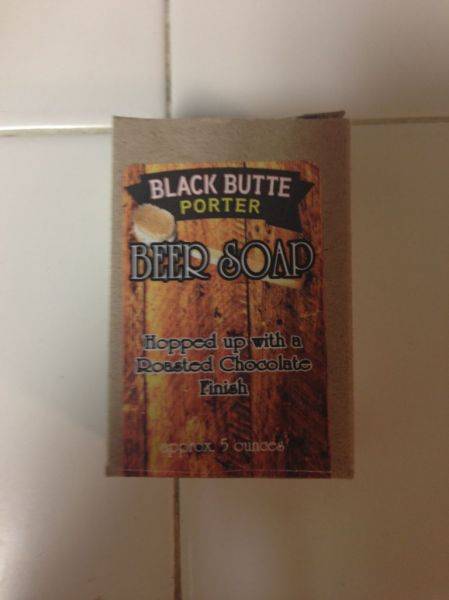 BLACK BUTTE
PORTER
BEER SOAP
Hopped up with a
Roasted Chocolate
Finish
approx. 5 ounces